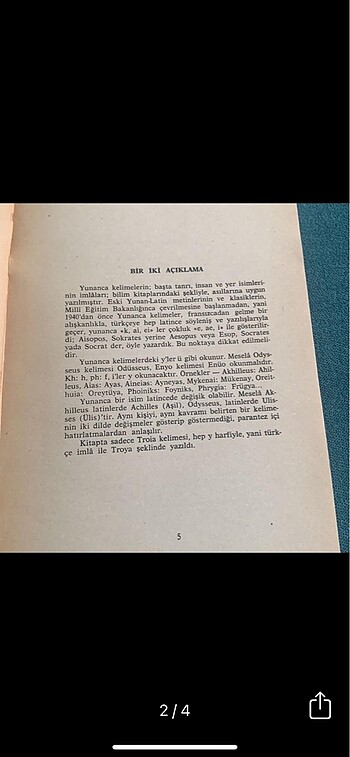 BİR İKİ AÇIKLAMA
Yunanca kelimelerin; başta tanrı, insan ve yer isimleri-
nin imlâları; bilim kitaplarındaki şekliyle, asıllarına uygun
yazılmıştır. Eski Yunan-Latin metinlerinin ve klasiklerin,
Millî Eğitim Bakanlığınca çevrilmesine başlanmadan, yani
1940'dan önce Yunanca kelimeler, fransızcadan gelme bir
alışkanlıkla, türkçeye hep latince söyleniş ve yazılışlarıyla
geçer, yunanca «k, ai, ei» ler çokluk «e, ae, i» ile gösterilir-
di; Aisopos, Sokrates yerine Aesopus veya Esop, Socrates
yada Socrat der, öyle yazardık. Bu noktaya dikkat edilmeli-
dir.
Yunanca kelimelerdeki y'ler ü gibi okunur. Meselâ Odys-
seus kelimesi Odüsseus, Enyo kelimesi Enüo okunmalıdır.
Kh: h, ph: f, i'ler y okunacaktır. Örnekler — Akhilleus: Ahil-
leus, Aias: Ayas, Aineias: Ayneyas, Mykenai: Mükenay, Oreit-
huia: Oreytüya, Phoiniks: Foyniks, Phrygia: Früğya...
Yunanca bir isim latincede değişik olabilir. Meselâ Ak-
hilleus latinlerde Achilles (Aşil), Odysseus, latinlerde Ulis-
ses (Ülis)'tir. Aynı kişiyi, aynı kavramı belirten bir kelime-
nin iki dilde değişmeler gösterip göstermediği, parantez içi
hatırlatmalardan anlaşılır.
Kitapta sadece Troia kelimesi, hep y harfiyle, yani türk-
çe imlâ ile Troya şeklinde yazıldı.
5
2/4